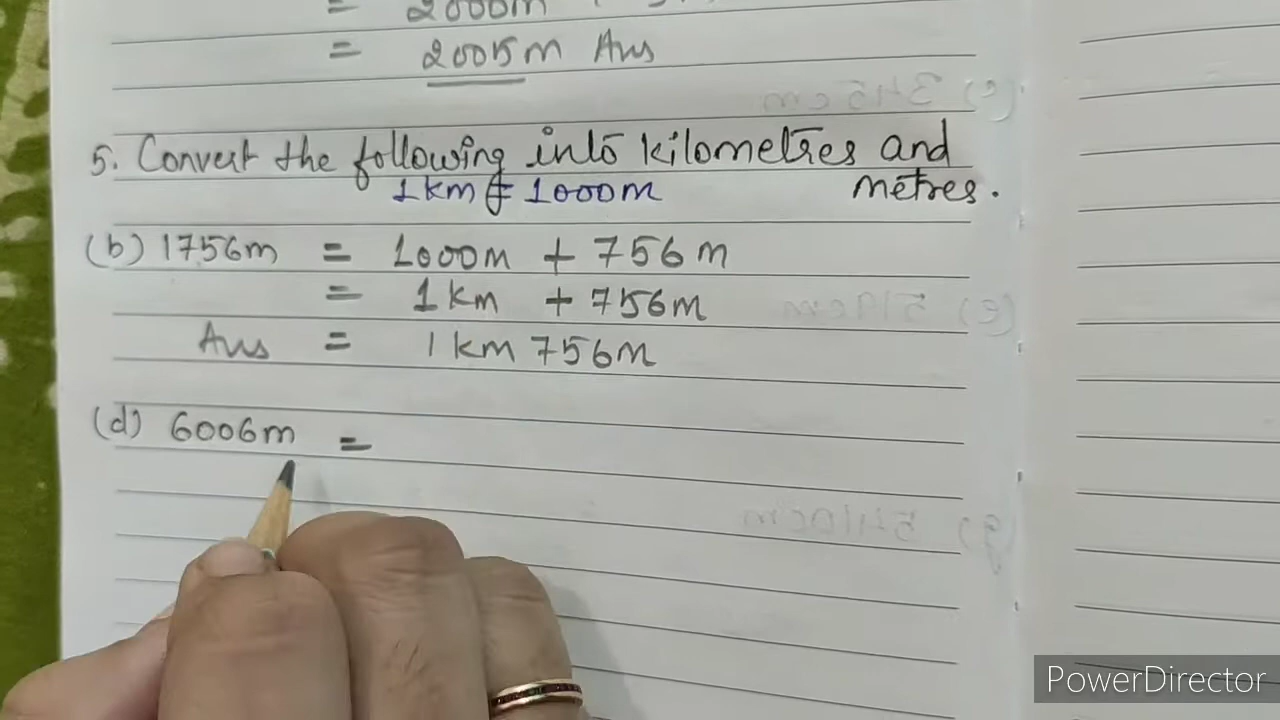 = 2000m
= 2005m Ans
5. Convert the following into kilometres and
1km = 1000m metres.
(b) 1756m = 1000m + 756m
= 1km + 756m
Ans = 1km 756m
(d) 6006m =
PowerDirector